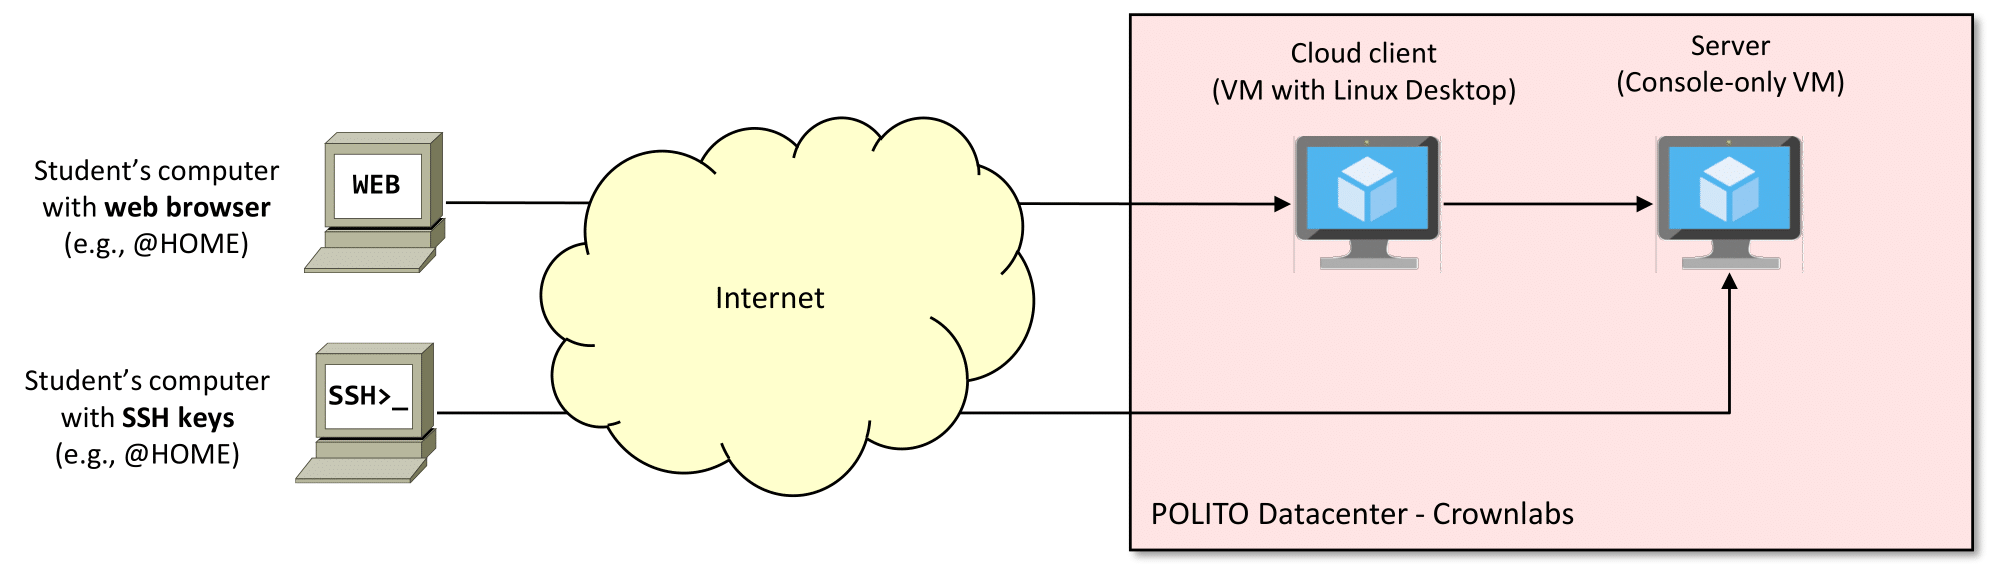 Cloud client
(VM with Linux Desktop)
Server
(Console-only VM)
Student’s computer
with web browser
(e.g., @HOME)
WEB
Internet
Student’s computer
with SSH keys
(e.g., @HOME)
SSH>_
POLITO Datacenter - Crownlabs